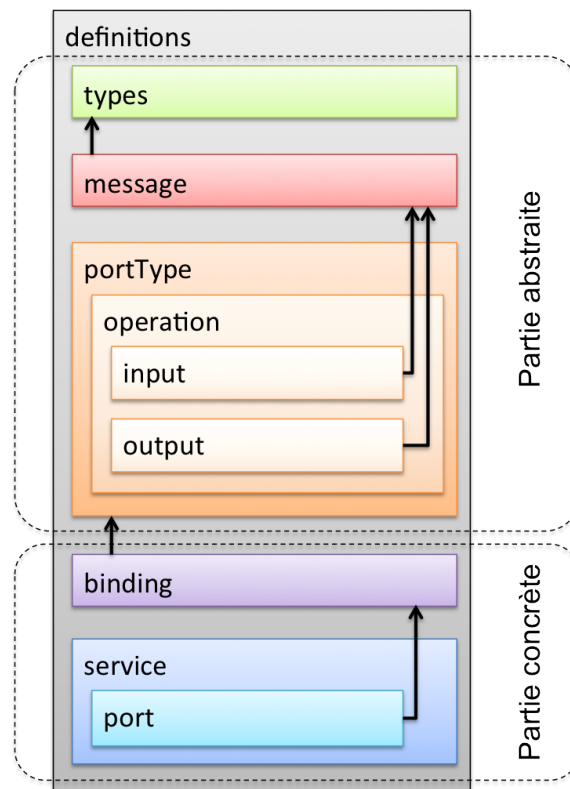 definitions
types
message
portType
operation
input
output
Partie abstraite
binding
service
port
Partie concrète